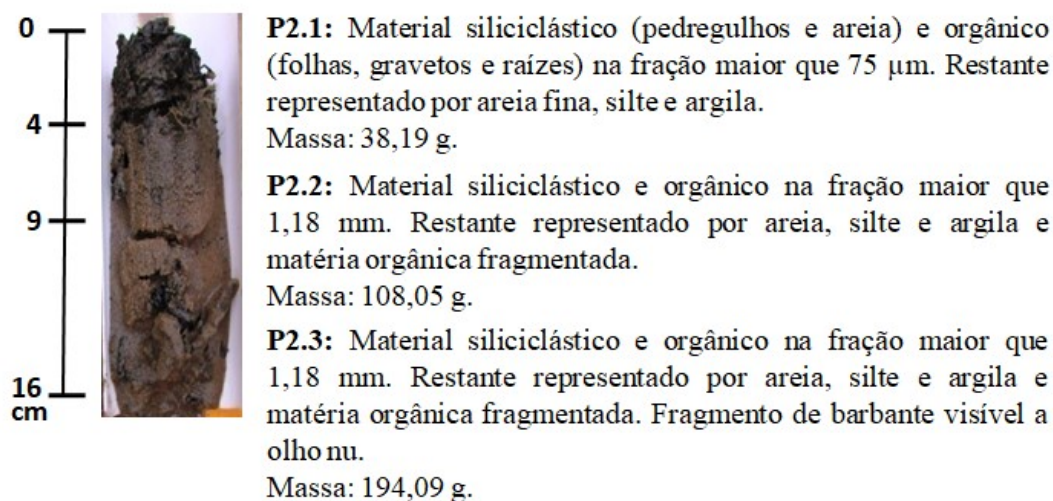 0
4
9
16
cm
P2.1: Material siliciclástico (pedregulhos e areia) e orgânico
(folhas, gravetos e raízes) na fração maior que 75 µm. Restante
representado por areia fina, silte e argila.
Massa: 38,19 g.
P2.2: Material siliciclástico e orgânico na fração maior que
1,18 mm. Restante representado por areia, silte e argila e
matéria orgânica fragmentada.
Massa: 108,05 g.
P2.3: Material siliciclástico e orgânico na fração maior que
1,18 mm. Restante representado por areia, silte e argila e
matéria orgânica fragmentada. Fragmento de barbante visível a
olho nu.
Massa: 194,09 g.